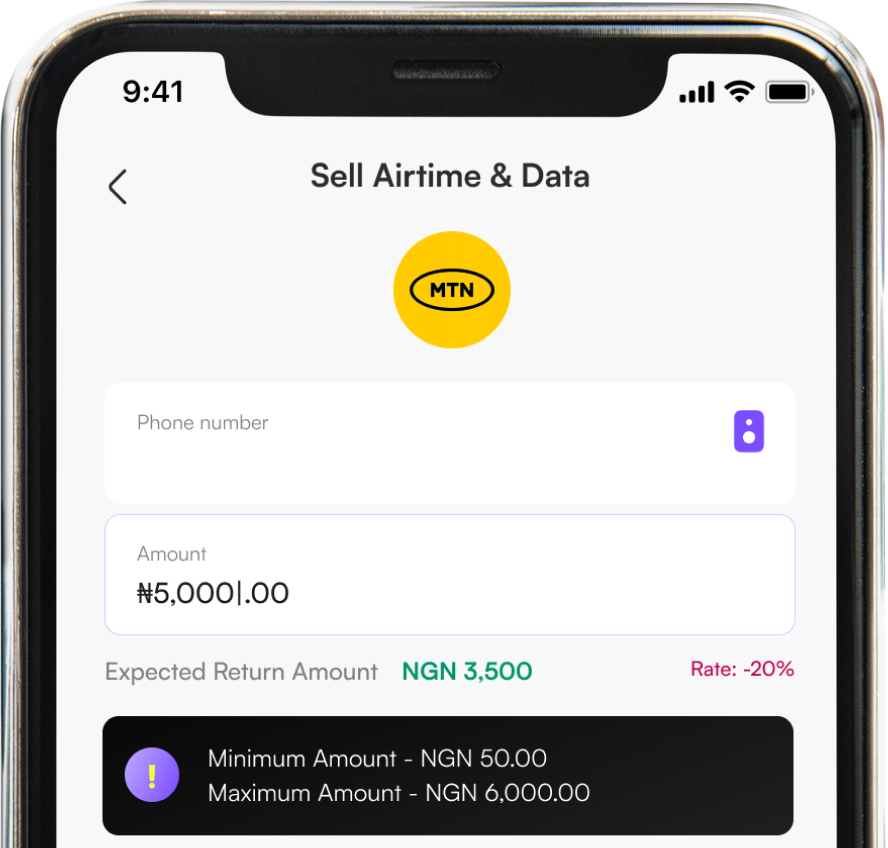 9:41
Sell Airtime & Data
MTN
Phone number
Amount
₦5,000|.00
Expected Return Amount NGN 3,500 Rate: -20%
!
Minimum Amount - NGN 50.00
Maximum Amount - NGN 6,000.00